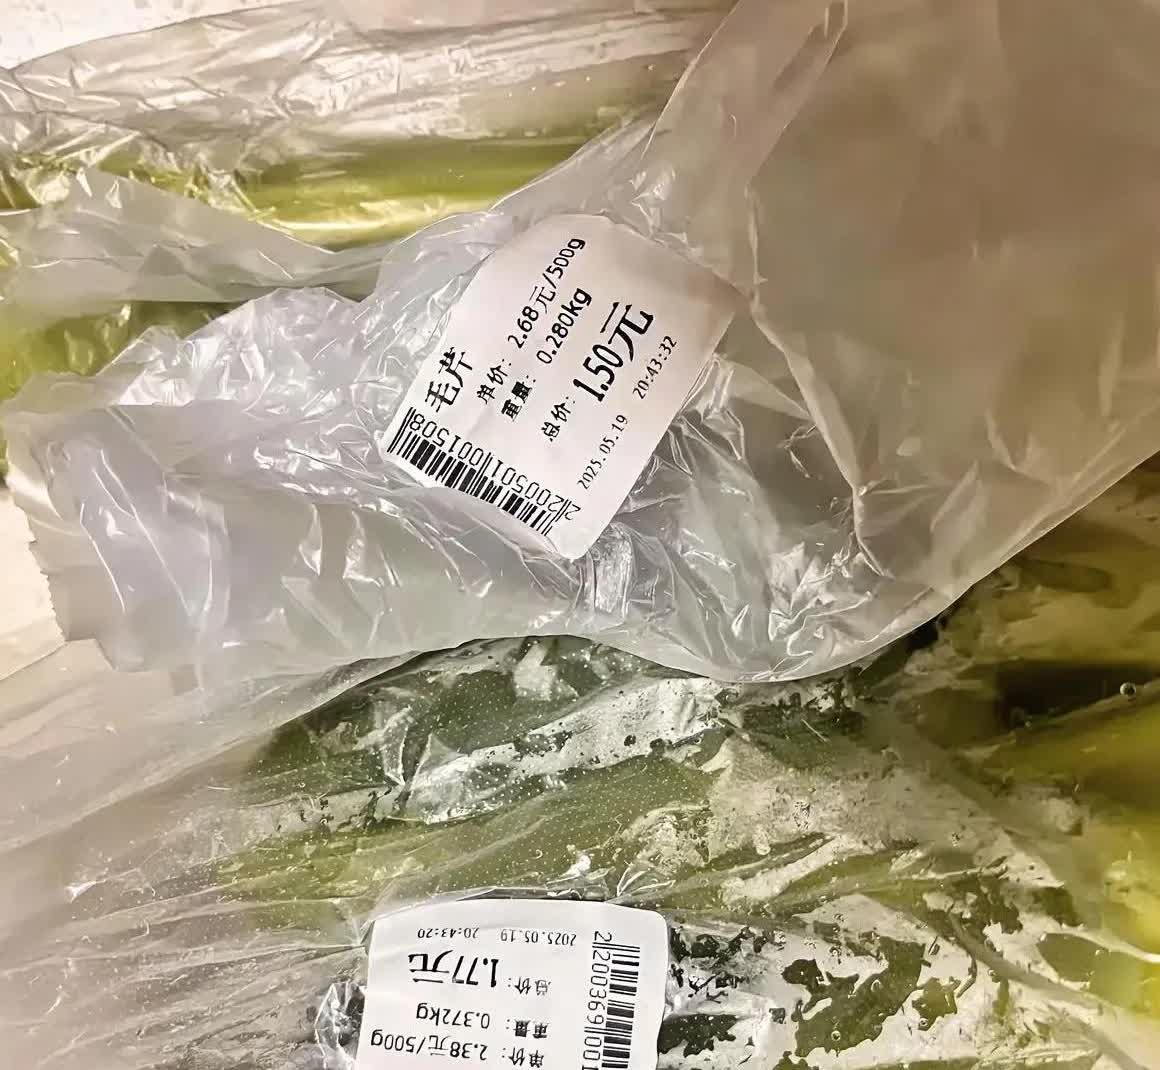 毛芹
单价：2.68元/500g
重量：0.280kg
总价：1.50元
2025.05.19 20:43:32
2200501001508
单价：2.38元/500g
重量：0.372kg
总价：1.77元
2025.05.19 20:43:20
2200369001